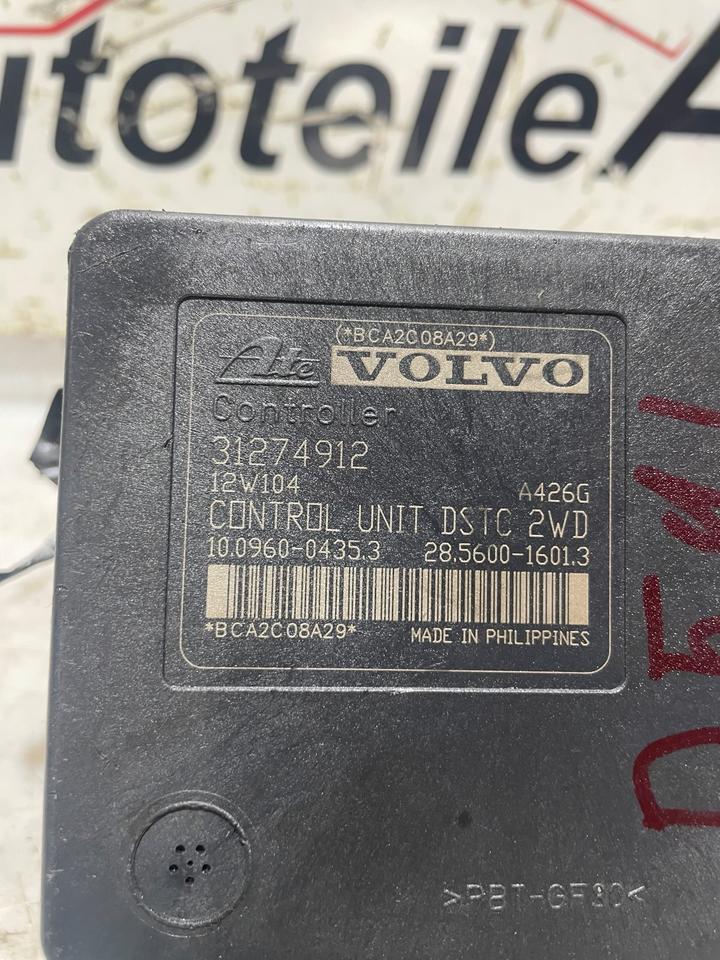 utoteileA
(*BCA2C08A29*)
Ate VOLVO
Controller
31274912
12W104 A426G
CONTROL UNIT DSTC 2WD
10.0960-0435.3 28.5600-1601.3
*BCA2C08A29*
MADE IN PHILIPPINES
>PBT-GF30<